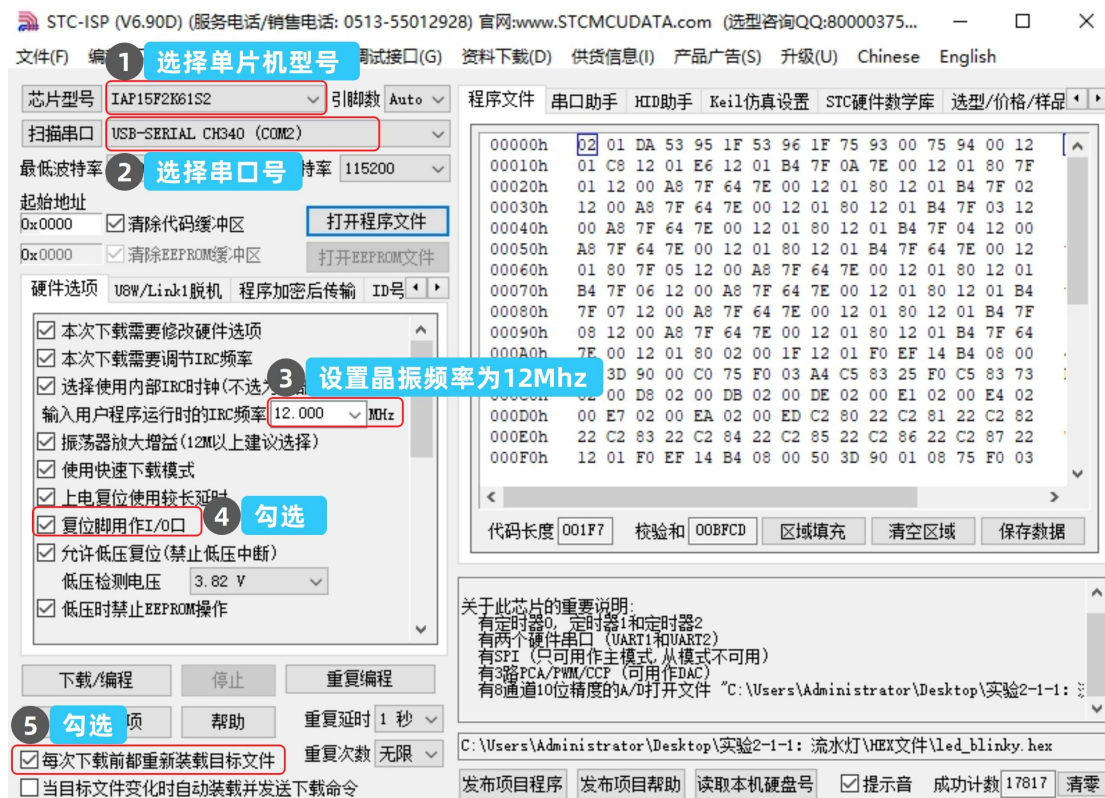 STC-ISP (V6.90D) (服务电话/销售电话: 0513-55012928) 官网:www.STCMCUDATA.com (选型咨询QQ:80000375...
文件(F) 编 调试接口(G) 资料下载(D) 供货信息(I) 产品广告(S) 升级(U) Chinese English
1 选择单片机型号
芯片型号 IAP15F2K61S2 引脚数 Auto
扫描串口 USB-SERIAL CH340 (COM2)
最低波特率 特率 115200
2 选择串口号
起始地址
0x0000 清除代码缓冲区 打开程序文件
0x0000 清除EEPROM缓冲区 打开EEPROM文件
硬件选项 U8W/Link1脱机 程序加密后传输 ID号
本次下载需要修改硬件选项
本次下载需要调节IRC频率
选择使用内部IRC时钟(不选为
3 设置晶振频率为12Mhz
输入用户程序运行时的IRC频率 12.000 MHz
振荡器放大增益(12M以上建议选择)
使用快速下载模式
上电复位使用较长延时
复位脚用作I/O口
4 勾选
允许低压复位(禁止低压中断)
低压检测电压 3.82 V
低压时禁止EEPROM操作
下载/编程 停止 重复编程
5 勾选
项 帮助 重复延时 1 秒
每次下载前都重新装载目标文件 重复次数 无限
当目标文件变化时自动装载并发送下载命令
程序文件 串口助手 HID助手 Keil仿真设置 STC硬件数学库 选型/价格/样品
00000h 02 01 DA 53 95 1F 53 96 1F 75 93 00 75 94 00 12
00010h 01 C8 12 01 E6 12 01 B4 7F 0A 7E 00 12 01 80 7F
00020h 01 12 00 A8 7F 64 7E 00 12 01 80 12 01 B4 7F 02
00030h 12 00 A8 7F 64 7E 00 12 01 80 12 01 B4 7F 03 12
00040h 00 A8 7F 64 7E 00 12 01 80 12 01 B4 7F 04 12 00
00050h A8 7F 64 7E 00 12 01 80 12 01 B4 7F 64 7E 00 12
00060h 01 80 7F 05 12 00 A8 7F 64 7E 00 12 01 80 12 01
00070h B4 7F 06 12 00 A8 7F 64 7E 00 12 01 80 12 01 B4
00080h 7F 07 12 00 A8 7F 64 7E 00 12 01 80 12 01 B4 7F
00090h 08 12 00 A8 7F 64 7E 00 12 01 80 12 01 B4 7F 64
000A0h 7E 00 12 01 80 02 00 1F 12 01 F0 EF 14 B4 08 00
3D 90 00 C0 75 F0 03 A4 C5 83 25 F0 C5 83 73
02 00 D8 02 00 DB 02 00 DE 02 00 E1 02 00 E4 02
000D0h 00 E7 02 00 EA 02 00 ED C2 80 22 C2 81 22 C2 82
000E0h 22 C2 83 22 C2 84 22 C2 85 22 C2 86 22 C2 87 22
000F0h 12 01 F0 EF 14 B4 08 00 50 3D 90 01 08 75 F0 03
代码长度 001F7 校验和 00BFCD 区域填充 清空区域 保存数据
关于此芯片的重要说明:
有定时器0, 定时器1和定时器2
有两个硬件串口 (UART1和UART2)
有SPI (只可用作主模式,从模式不可用)
有3路PCA/PWM/CCP (可用作DAC)
有8通道10位精度的A/D打开文件 "C:\Users\Administrator\Desktop\实验2-1-1:
C:\Users\Administrator\Desktop\实验2-1-1: 流水灯\HEX文件\led_blinky.hex
发布项目程序 发布项目帮助 读取本机硬盘号 提示音 成功计数 17817 清零